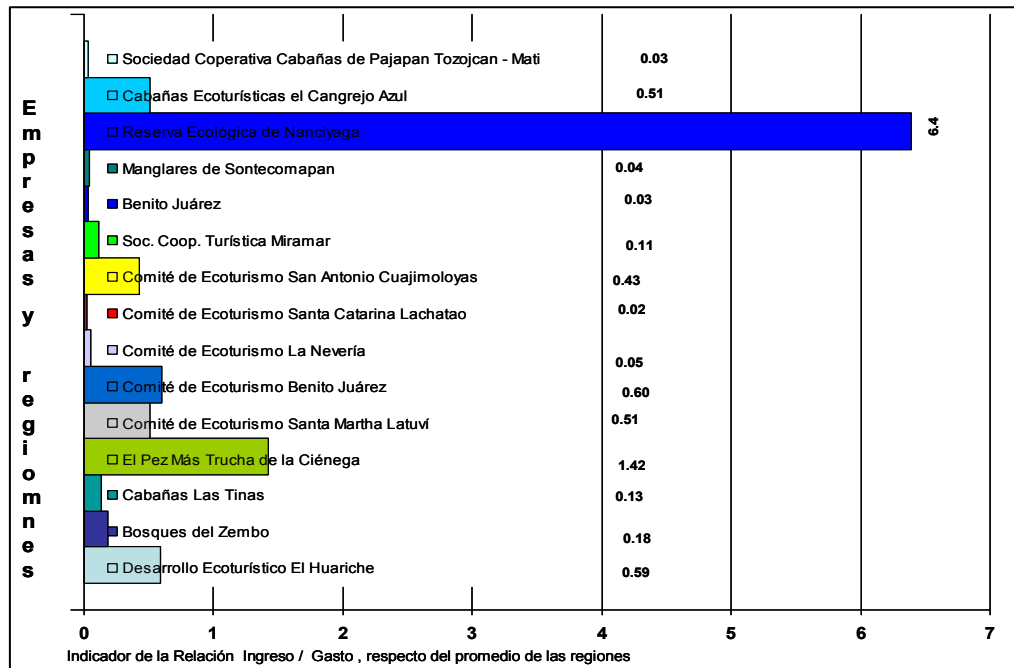 Empresas y regiomnes
Sociedad Coperativa Cabañas de Pajapan Tozojcan - Mati 0.03
Cabañas Ecoturísticas el Cangrejo Azul 0.51
Reserva Ecológica de Nanciyaga 6.4
Manglares de Sontecomapan 0.04
Benito Juárez 0.03
Soc. Coop. Turística Miramar 0.11
Comité de Ecoturismo San Antonio Cuajimoloyas 0.43
Comité de Ecoturismo Santa Catarina Lachatao 0.02
Comité de Ecoturismo La Nevería 0.05
Comité de Ecoturismo Benito Juárez 0.60
Comité de Ecoturismo Santa Martha Latuví 0.51
El Pez Más Trucha de la Ciénega 1.42
Cabañas Las Tinas 0.13
Bosques del Zembo 0.18
Desarrollo Ecoturístico El Huariche 0.59
0 1 2 3 4 5 6 7
Indicador de la Relación Ingreso / Gasto , respecto del promedio de las regiones